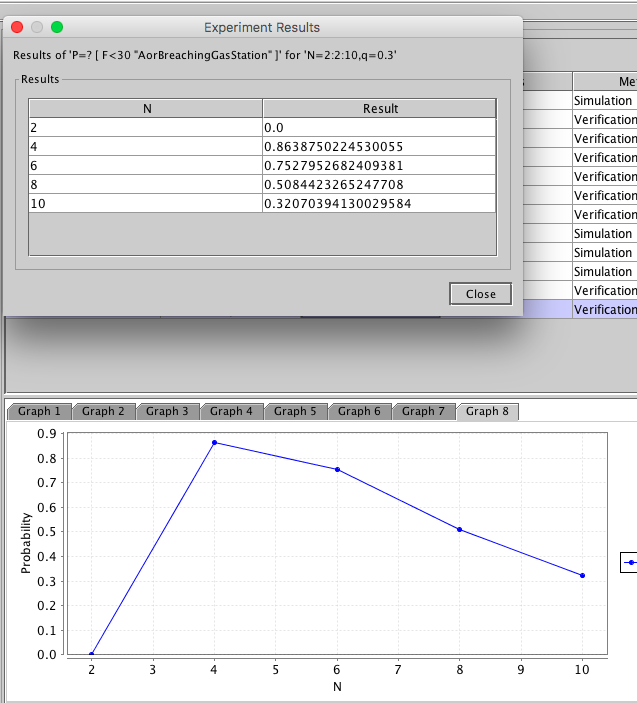 Experiment Results
Results of 'P=? [ F<30 "AorBreachingGasStation" ]' for 'N=2:2:10,q=0.3'
Results
N Result
2 0.0
4 0.8638750224530055
6 0.7527952682409381
8 0.5084423265247708
10 0.32070394130029584
Close
Simulation
Verification
Verification
Verification
Verification
Verification
Verification
Simulation
Simulation
Simulation
Verification
Verification
Graph 1 Graph 2 Graph 3 Graph 4 Graph 5 Graph 6 Graph 7 Graph 8
0.9
0.8
0.7
0.6
0.5
0.4
0.3
0.2
0.1
0.0
Probability
2 3 4 5 6 7 8 9 10
N